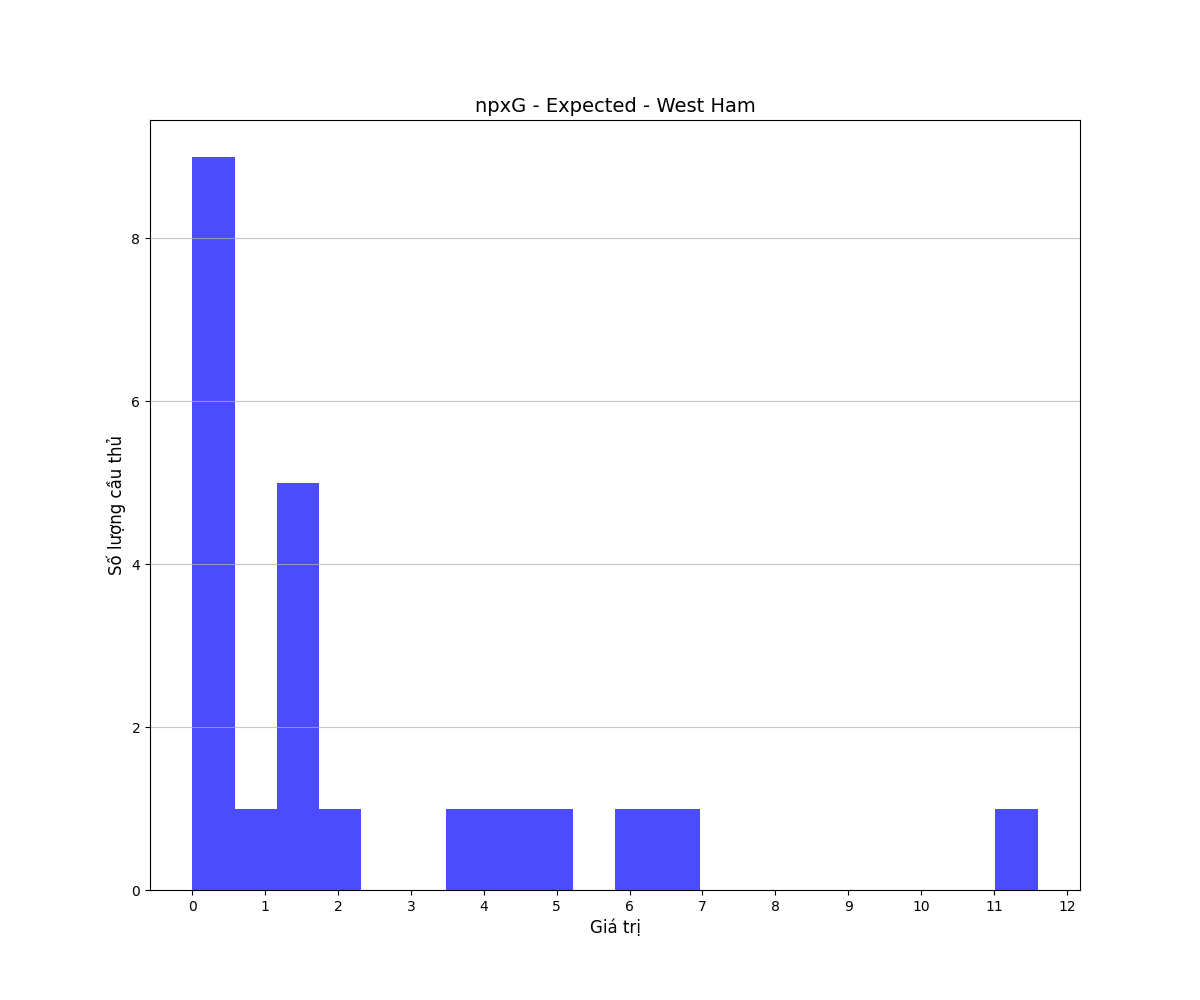 npxG - Expected - West Ham
Số lượng cầu thủ
8
6
4
2
0
0 1 2 3 4 5 6 7 8 9 10 11 12
Giá trị